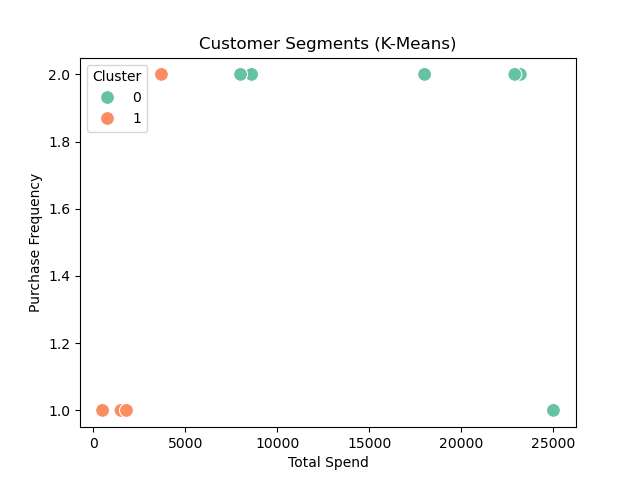 Customer Segments (K-Means)
Cluster
0
1
2.0
1.8
1.6
1.4
1.2
1.0
Purchase Frequency
0 5000 10000 15000 20000 25000
Total Spend